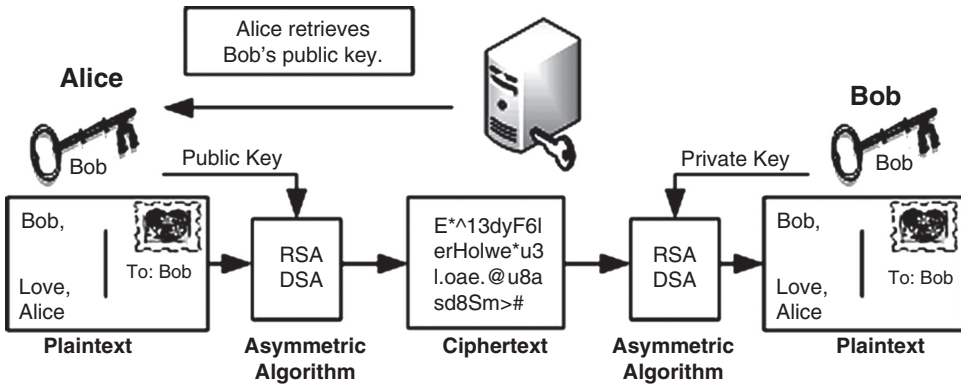 Alice retrieves
Bob's public key.
Alice
Bob
Bob
Bob
Public Key
Private Key
Bob,
To: Bob
Love,
Alice
RSA
DSA
E*^13dyF6l
erHolwe*u3
l.oae.@u8a
sd8Sm>#
RSA
DSA
Bob,
To: Bob
Love,
Alice
Plaintext
Asymmetric
Algorithm
Ciphertext
Asymmetric
Algorithm
Plaintext